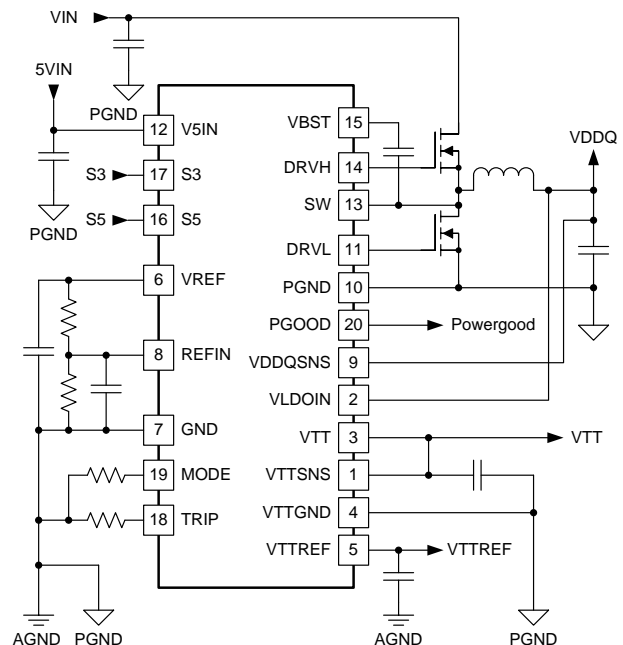 VIN
5VIN
PGND
12 V5IN
VBST 15
VDDQ
S3 17 S3
DRVH 14
SW 13
S5 16 S5
PGND
DRVL 11
6 VREF
PGND 10
PGOOD 20 Powergood
8 REFIN
VDDQSNS 9
VLDOIN 2
7 GND
VTT 3 VTT
19 MODE
VTTSNS 1
18 TRIP
VTTGND 4
VTTREF 5 VTTREF
AGND PGND
AGND
PGND